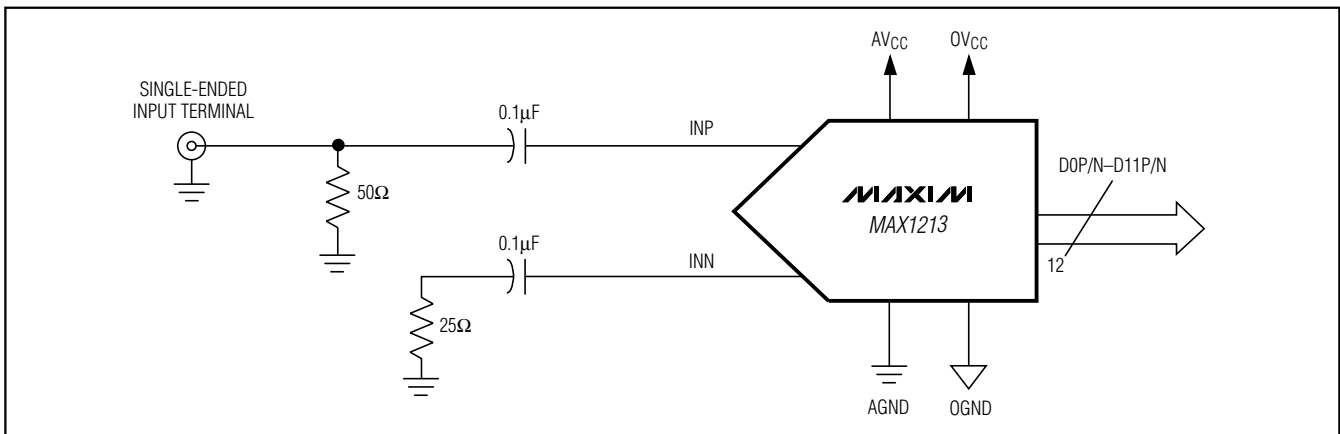 AVCC
OVCC
SINGLE-ENDED
INPUT TERMINAL
0.1μF
INP
D0P/N–D11P/N
50Ω
MAXIM
MAX1213
0.1μF
INN
12
25Ω
AGND
OGND